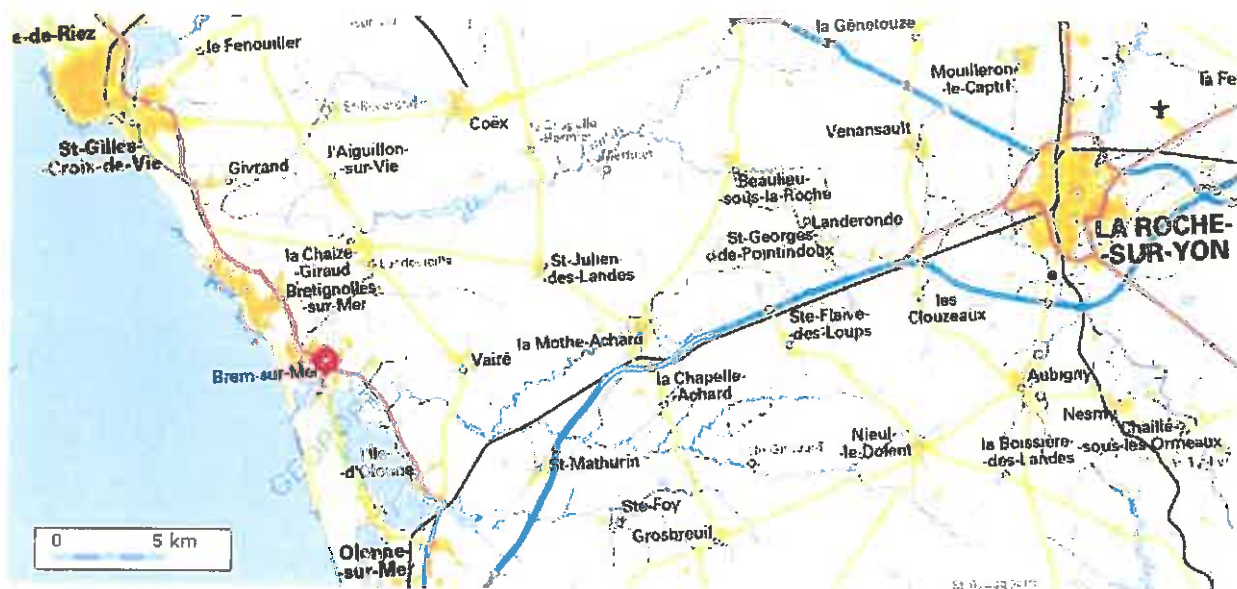 e-de-Riez
le Fenouiller
la Génetouze
Mouilleron-
-le-Captif
la Fe
Coëx
Venansault
St-Gilles-
-Croix-de-Vie
Givrand
l'Aiguillon-
-sur-Vie
Beaulieu-
-sous-la-Roche
Landeronde
LA ROCHE-
-SUR-YON
la Chaize-
-Giraud
St-Julien-
-des-Landes
St-Georges-
-de-Pointindoux
Bretignolles-
-sur-Mer
les
Clouzeaux
Ste-Flaive-
-des-Loups
la Mothe-Achard
Vairé
Brem-sur-Mer
la Chapelle-
-Achard
Aubigny
Nesmy
Chaillé-
-sous-les-Ormeaux
Nieul-
-le-Dolent
la Boissière-
-des-Landes
l'Ile-
-d'Olonne
St-Mathurin
Ste-Foy
Grosbreuil
Olonne-
-sur-Me
0 5 km